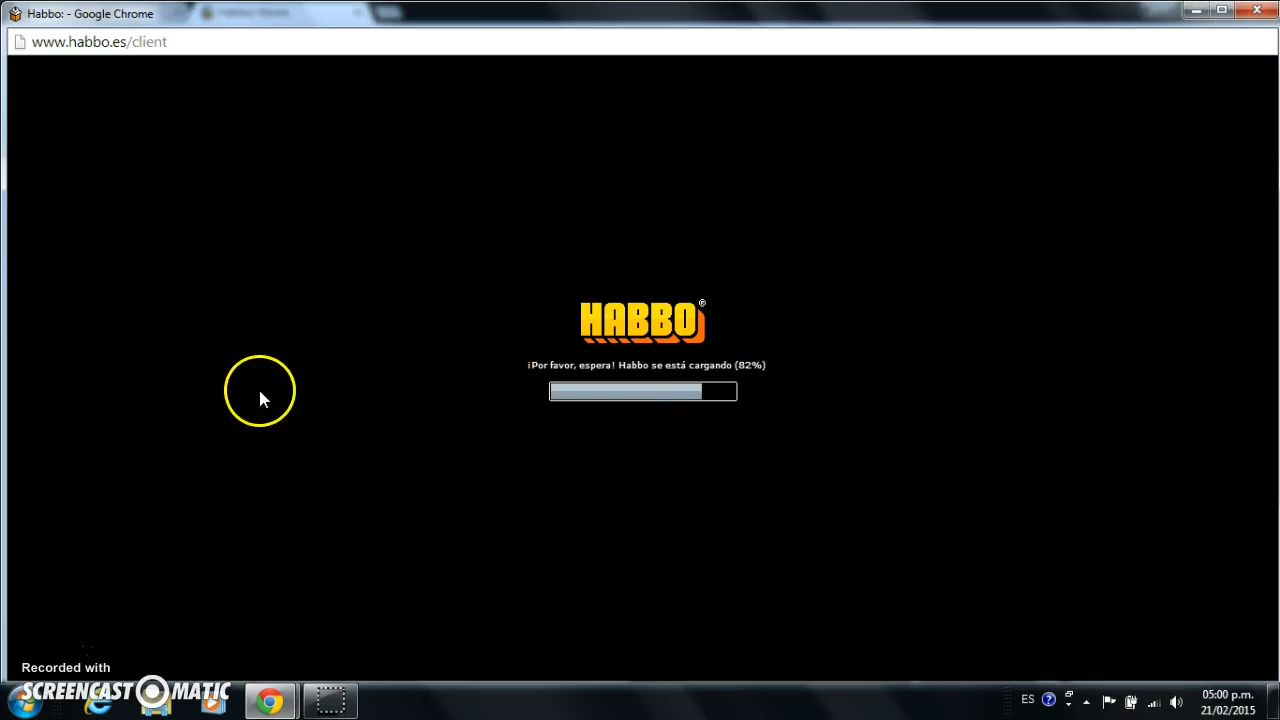 Habbo: - Google Chrome
www.habbo.es/client
HABBO®
¡Por favor, espera! Habbo se está cargando (82%)
Recorded with
SCREENCAST-O-MATIC
ES
05:00 p.m.
21/02/2015